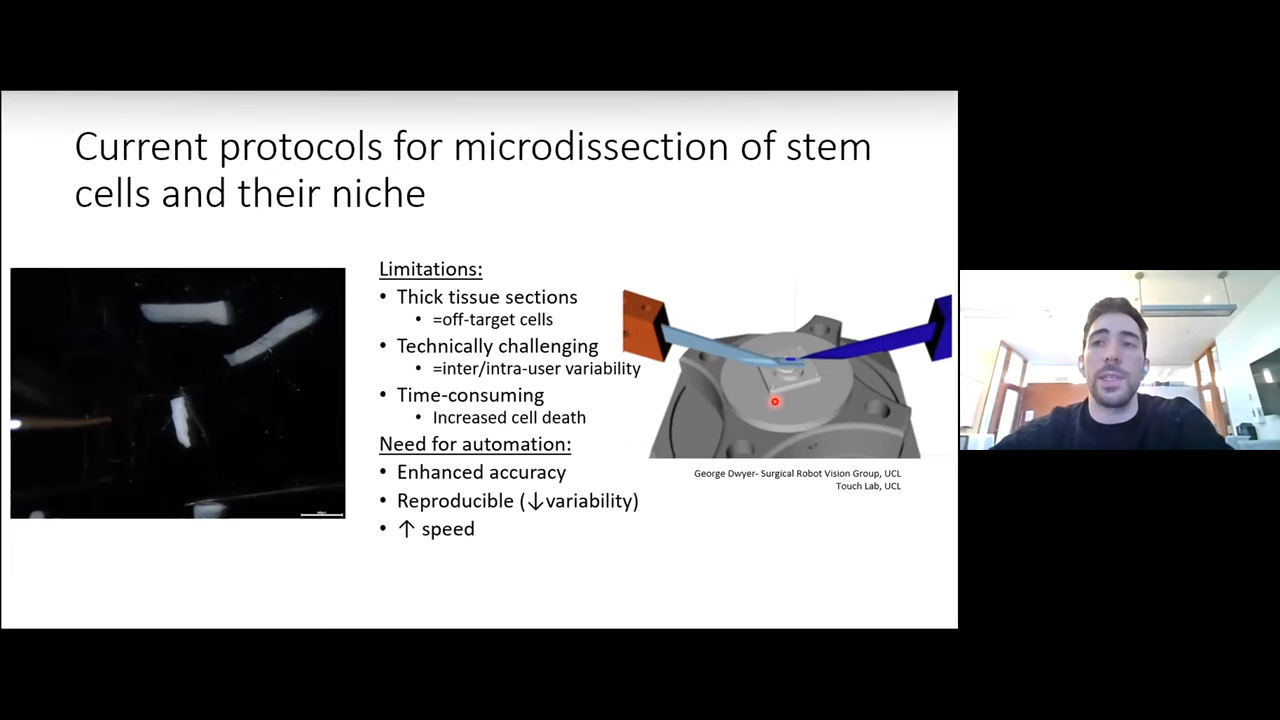 Current protocols for microdissection of stem
cells and their niche
Limitations:
• Thick tissue sections
• =off-target cells
• Technically challenging
• =inter/intra-user variability
• Time-consuming
• Increased cell death
Need for automation:
• Enhanced accuracy
• Reproducible (↓variability)
• ↑ speed
George Dwyer- Surgical Robot Vision Group, UCL
Touch Lab, UCL